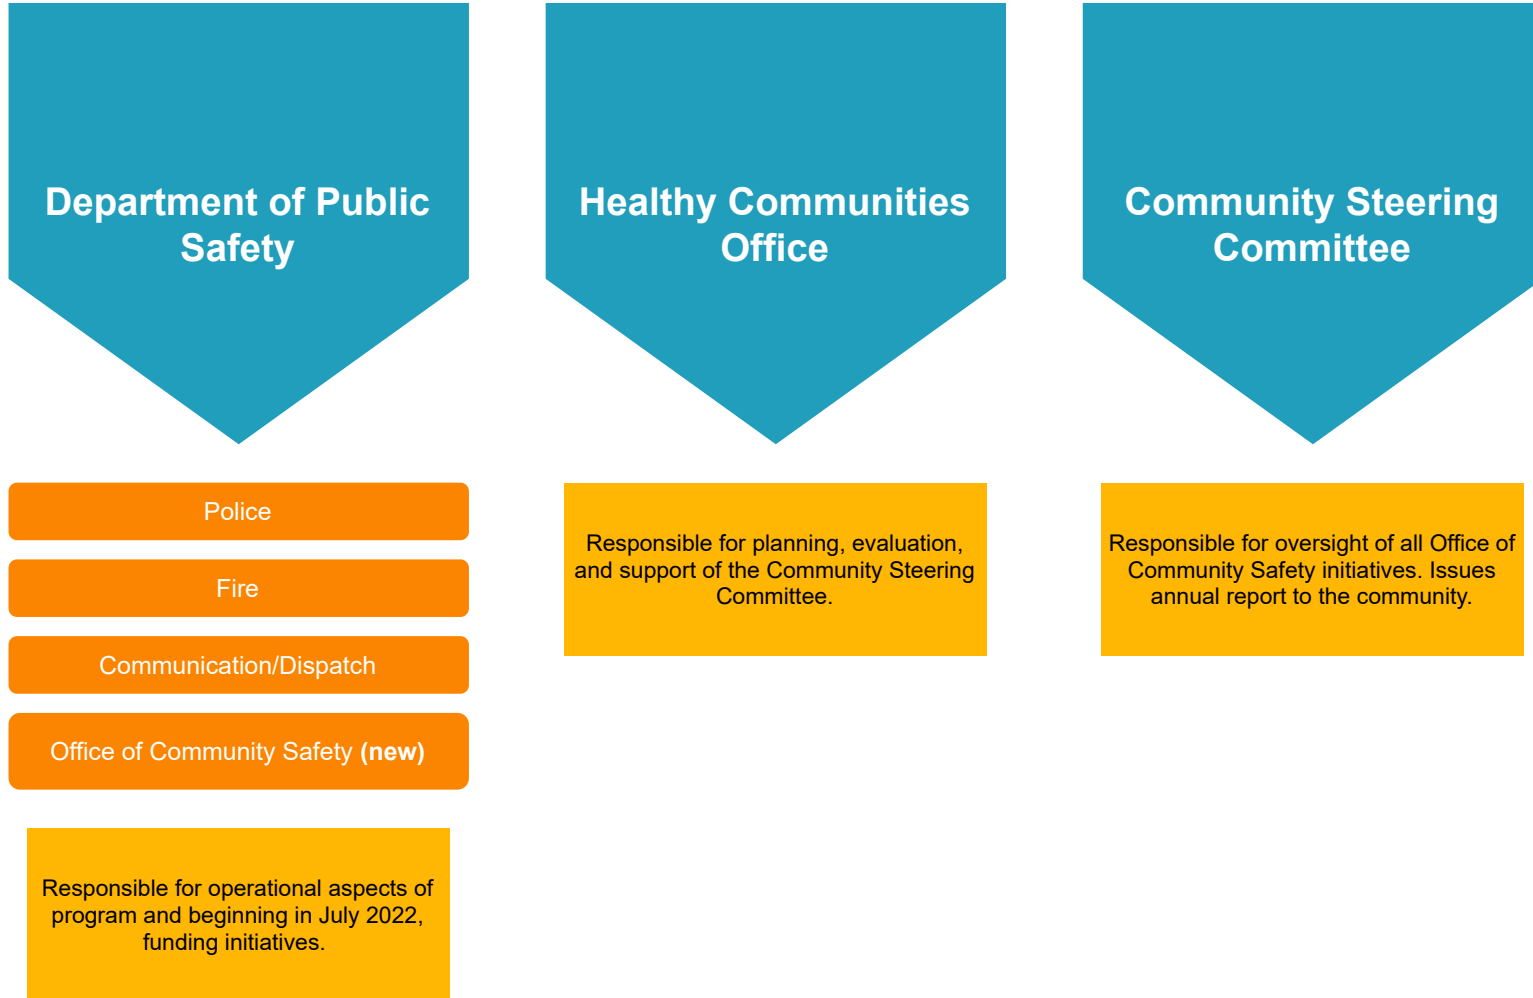 Department of Public
Safety
Police
Fire
Communication/Dispatch
Office of Community Safety (new)
Responsible for operational aspects of
program and beginning in July 2022,
funding initiatives.
Healthy Communities
Office
Responsible for planning, evaluation,
and support of the Community Steering
Committee.
Community Steering
Committee
Responsible for oversight of all Office of
Community Safety initiatives. Issues
annual report to the community.